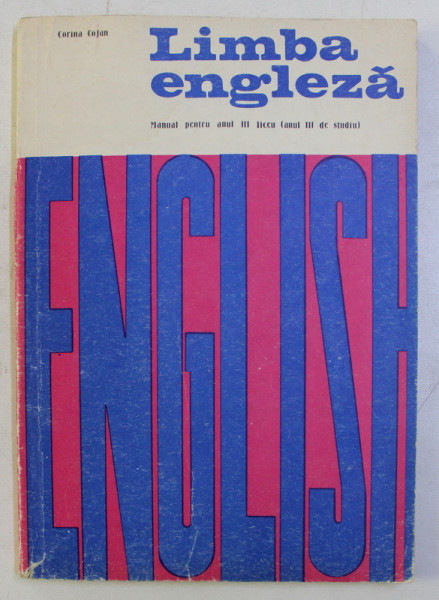 Corina Cojan
Limba
engleză
Manual pentru anul III liceu (anul III de studiu)
ENGLISH